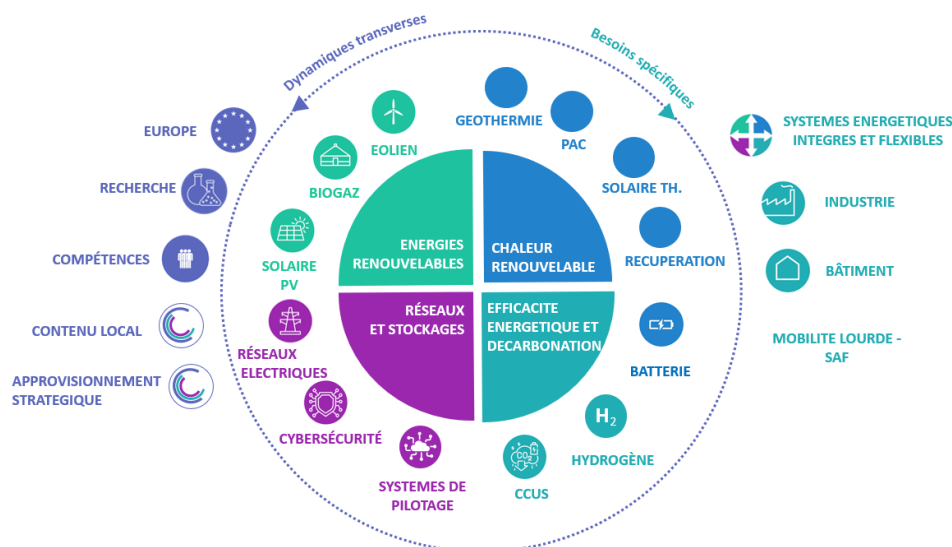 Dynamiques transverses
Besoins spécifiques
EUROPE
RECHERCHE
COMPÉTENCES
CONTENU LOCAL
APPROVISIONNEMENT
STRATEGIQUE
EOLIEN
BIOGAZ
SOLAIRE
PV
ENERGIES
RENOUVELABLES
GEOTHERMIE
PAC
SOLAIRE TH.
RECUPERATION
CHALEUR
RENOUVELABLE
RÉSEAUX
ET STOCKAGES
RÉSEAUX
ELECTRIQUES
CYBERSÉCURITÉ
SYSTEMES DE
PILOTAGE
EFFICACITE
ENERGETIQUE ET
DECARBONATION
BATTERIE
H₂
HYDROGÈNE
CO₂
CCUS
SYSTEMES ENERGETIQUES
INTEGRES ET FLEXIBLES
INDUSTRIE
BÂTIMENT
MOBILITE LOURDE -
SAF